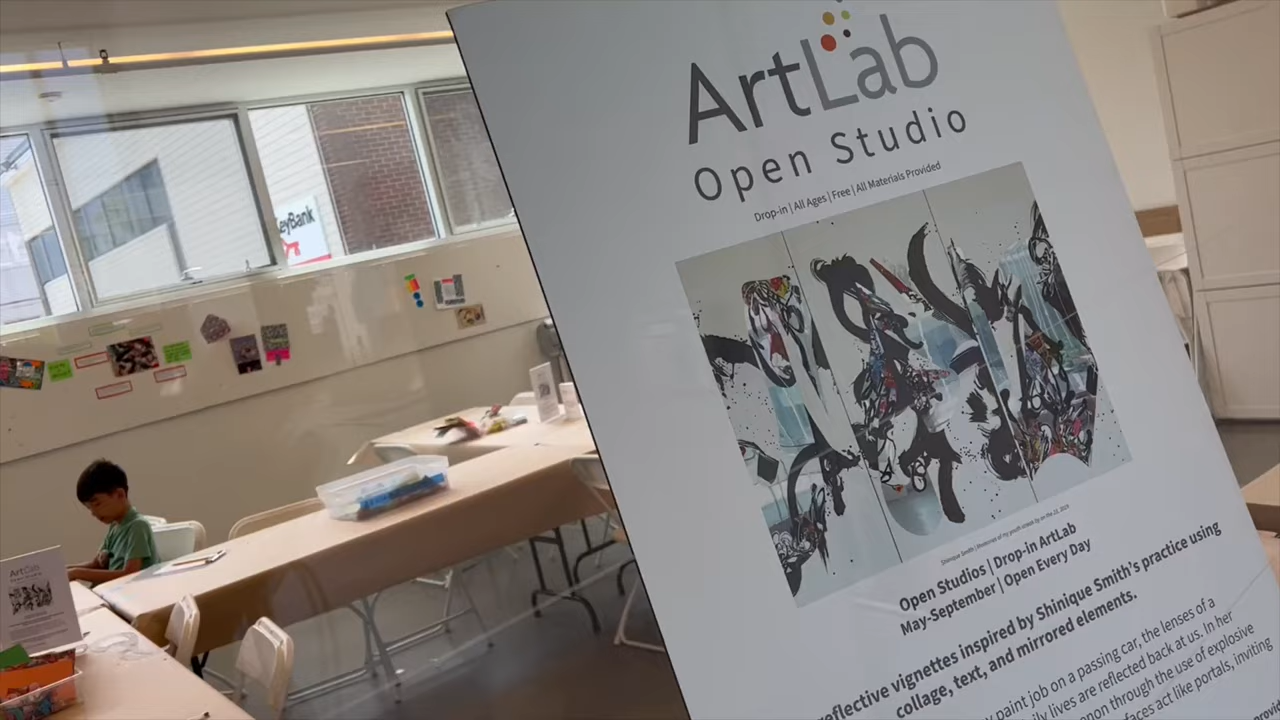 ArtLab
Open Studio
Drop-in | All Ages | Free | All Materials Provided
Open Studios | Drop-in ArtLab
May-September | Open Every Day
reflective vignettes inspired by Shinique Smith's practice using
collage, text, and mirrored elements.
paint job on a passing car, the lenses of a
lives are reflected back at us. In her
through the use of explosive
act like portals, inviting
KeyBank
ArtLab